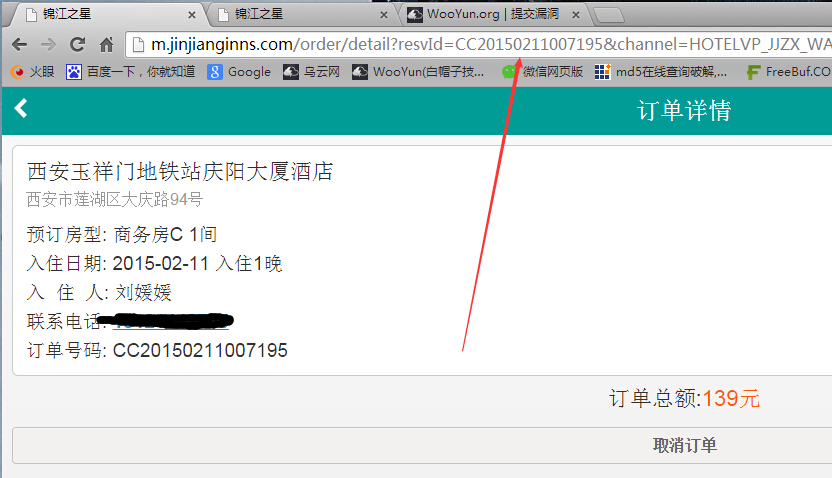 锦江之星
锦江之星
WooYun.org | 提交漏洞
m.jinjianginns.com/order/detail?resvId=CC20150211007195&channel=HOTELVP_JJZX_WA
火眼
百度一下，你就知道
Google
乌云网
WooYun(白帽子技...
微信网页版
md5在线查询破解,...
FreeBuf.CO
订单详情
西安玉祥门地铁站庆阳大厦酒店
西安市莲湖区大庆路94号
预订房型: 商务房C 1间
入住日期: 2015-02-11 入住1晚
入 住 人: 刘媛媛
联系电话:
订单号码: CC20150211007195
订单总额:139元
取消订单